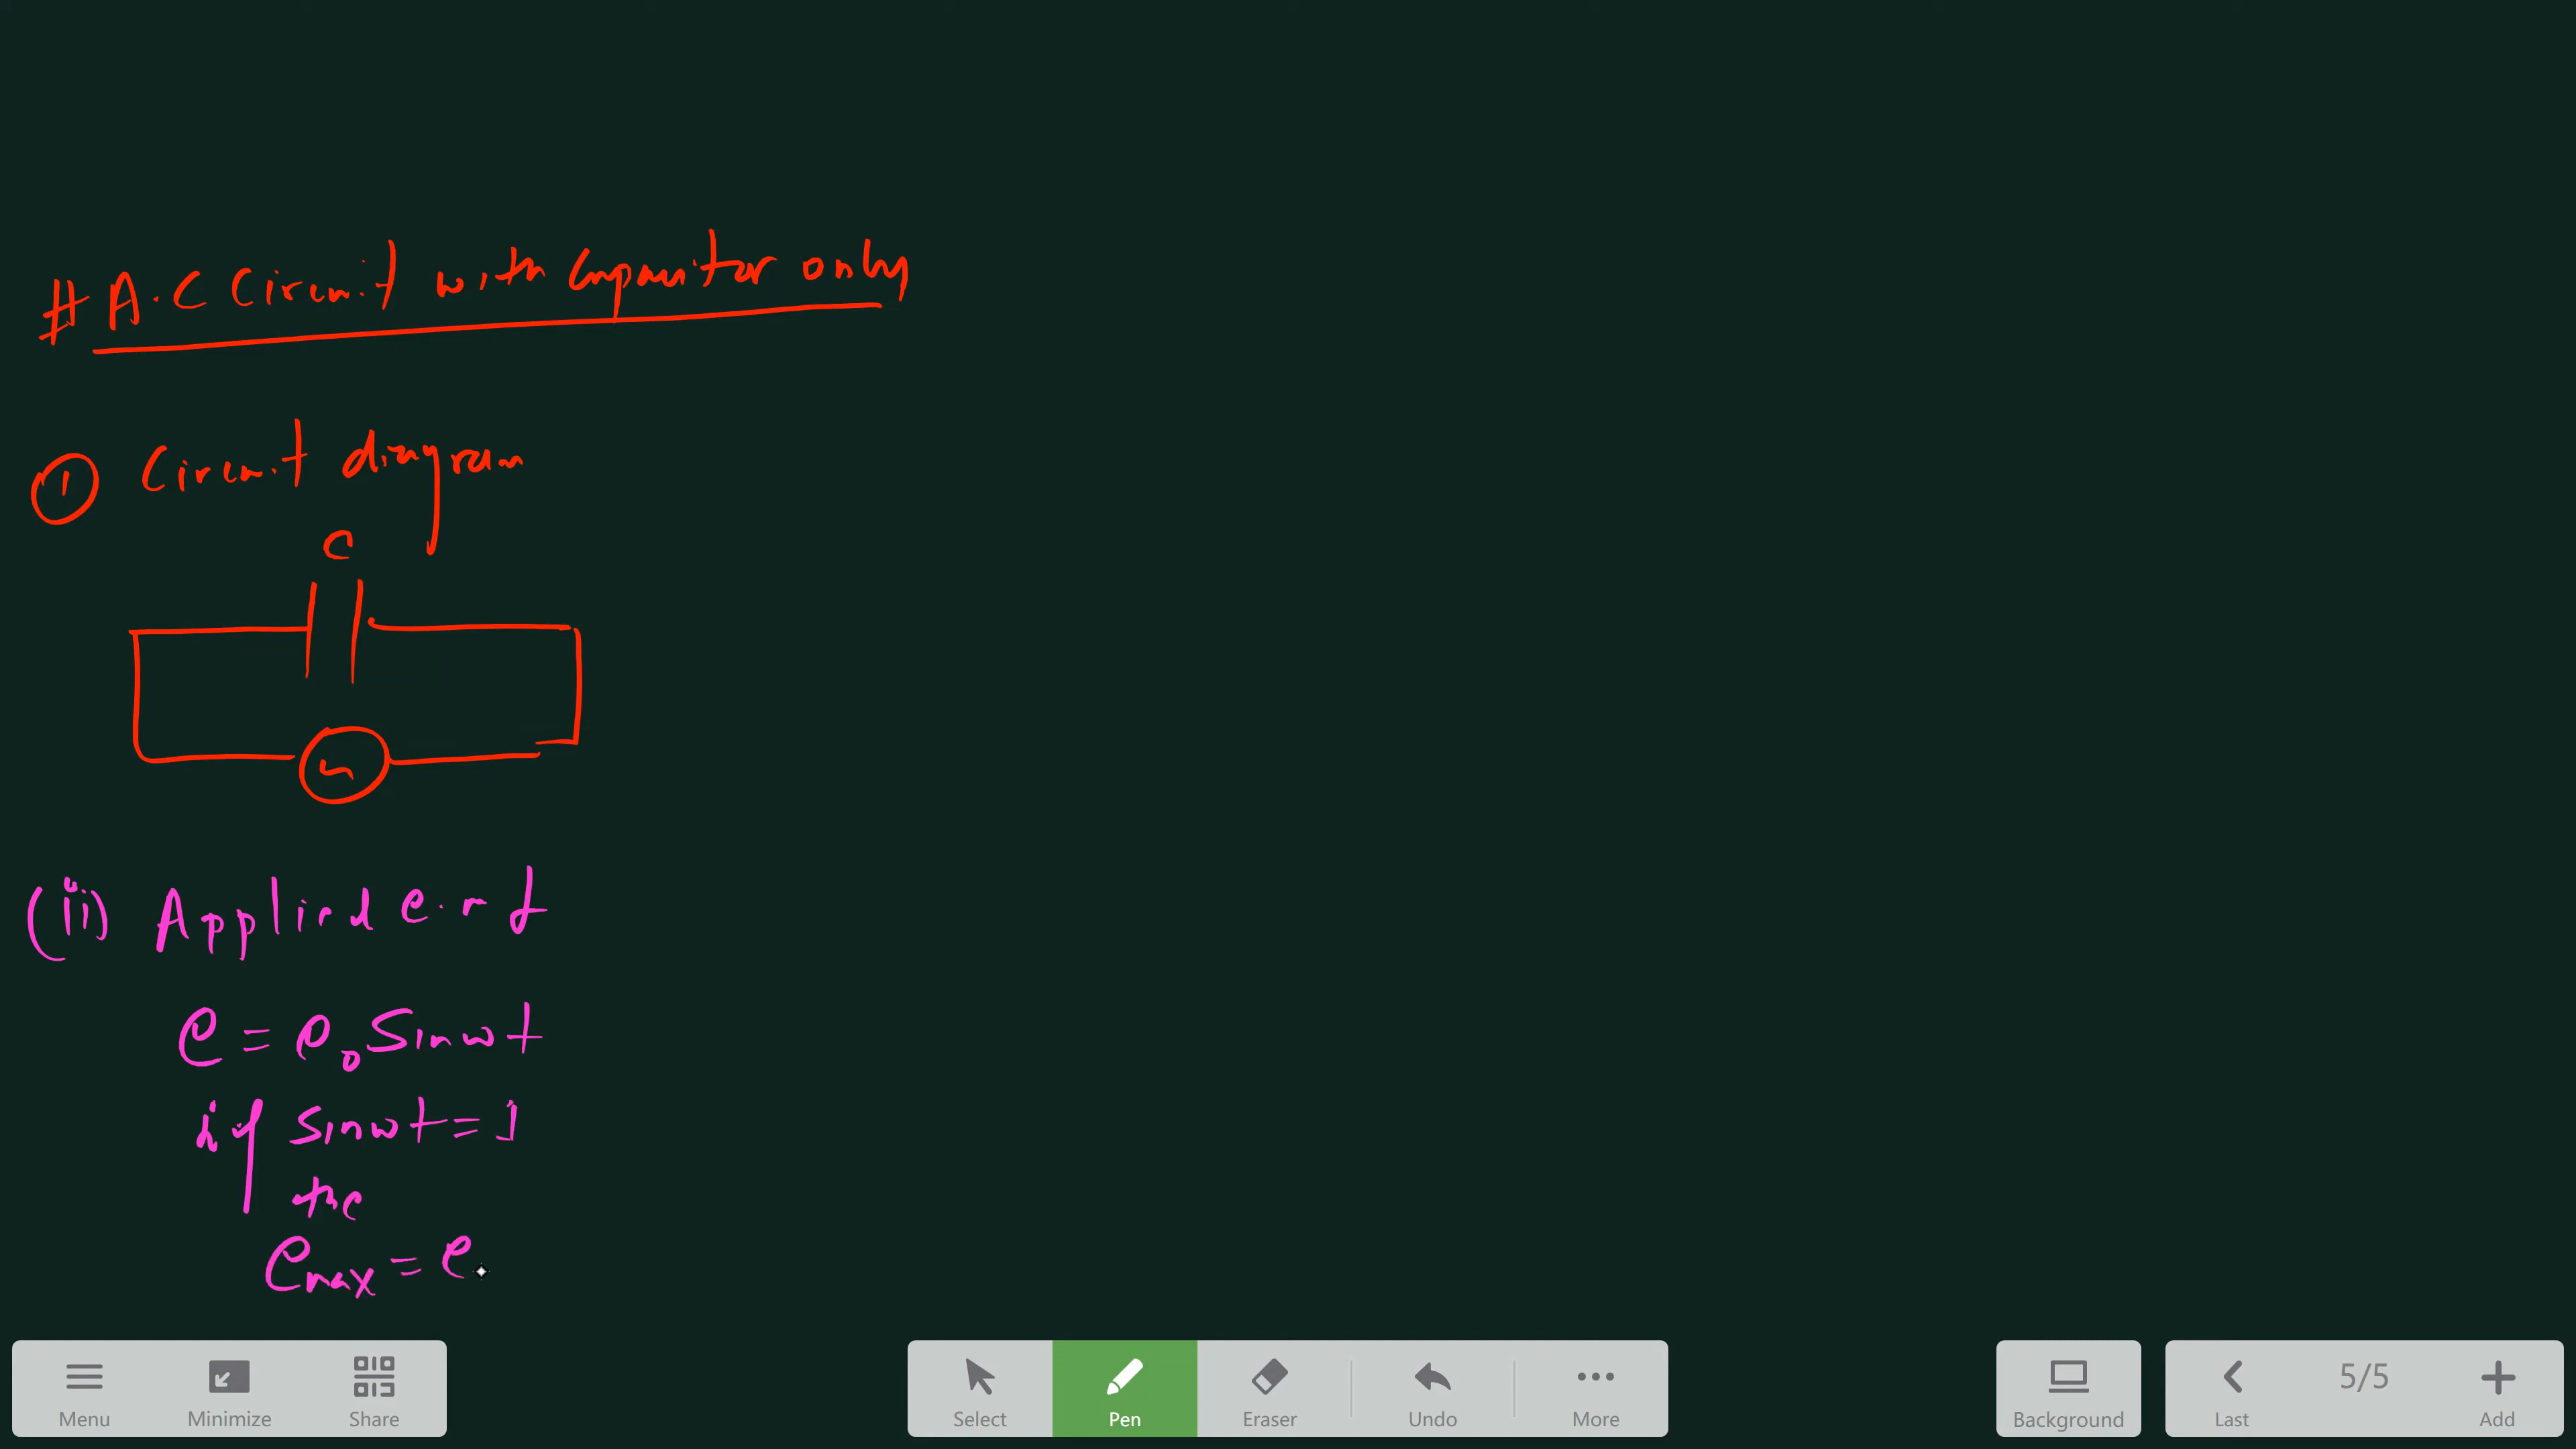 # A.C Circuit with Capacitor only
① Circuit diagram
C
(ii) Applied e.m f
e = e₀ Sinωt
if sinωt = 1
the
emax = e.
Menu
Minimize
Share
Select
Pen
Eraser
Undo
More
Background
Last
5/5
Add